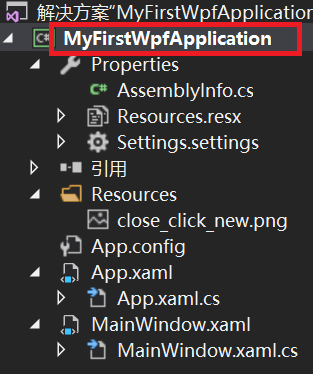 解决方案"MyFirstWpfApplication
C# MyFirstWpfApplication
Properties
C# AssemblyInfo.cs
Resources.resx
Settings.settings
引用
Resources
close_click_new.png
App.config
App.xaml
App.xaml.cs
MainWindow.xaml
MainWindow.xaml.cs